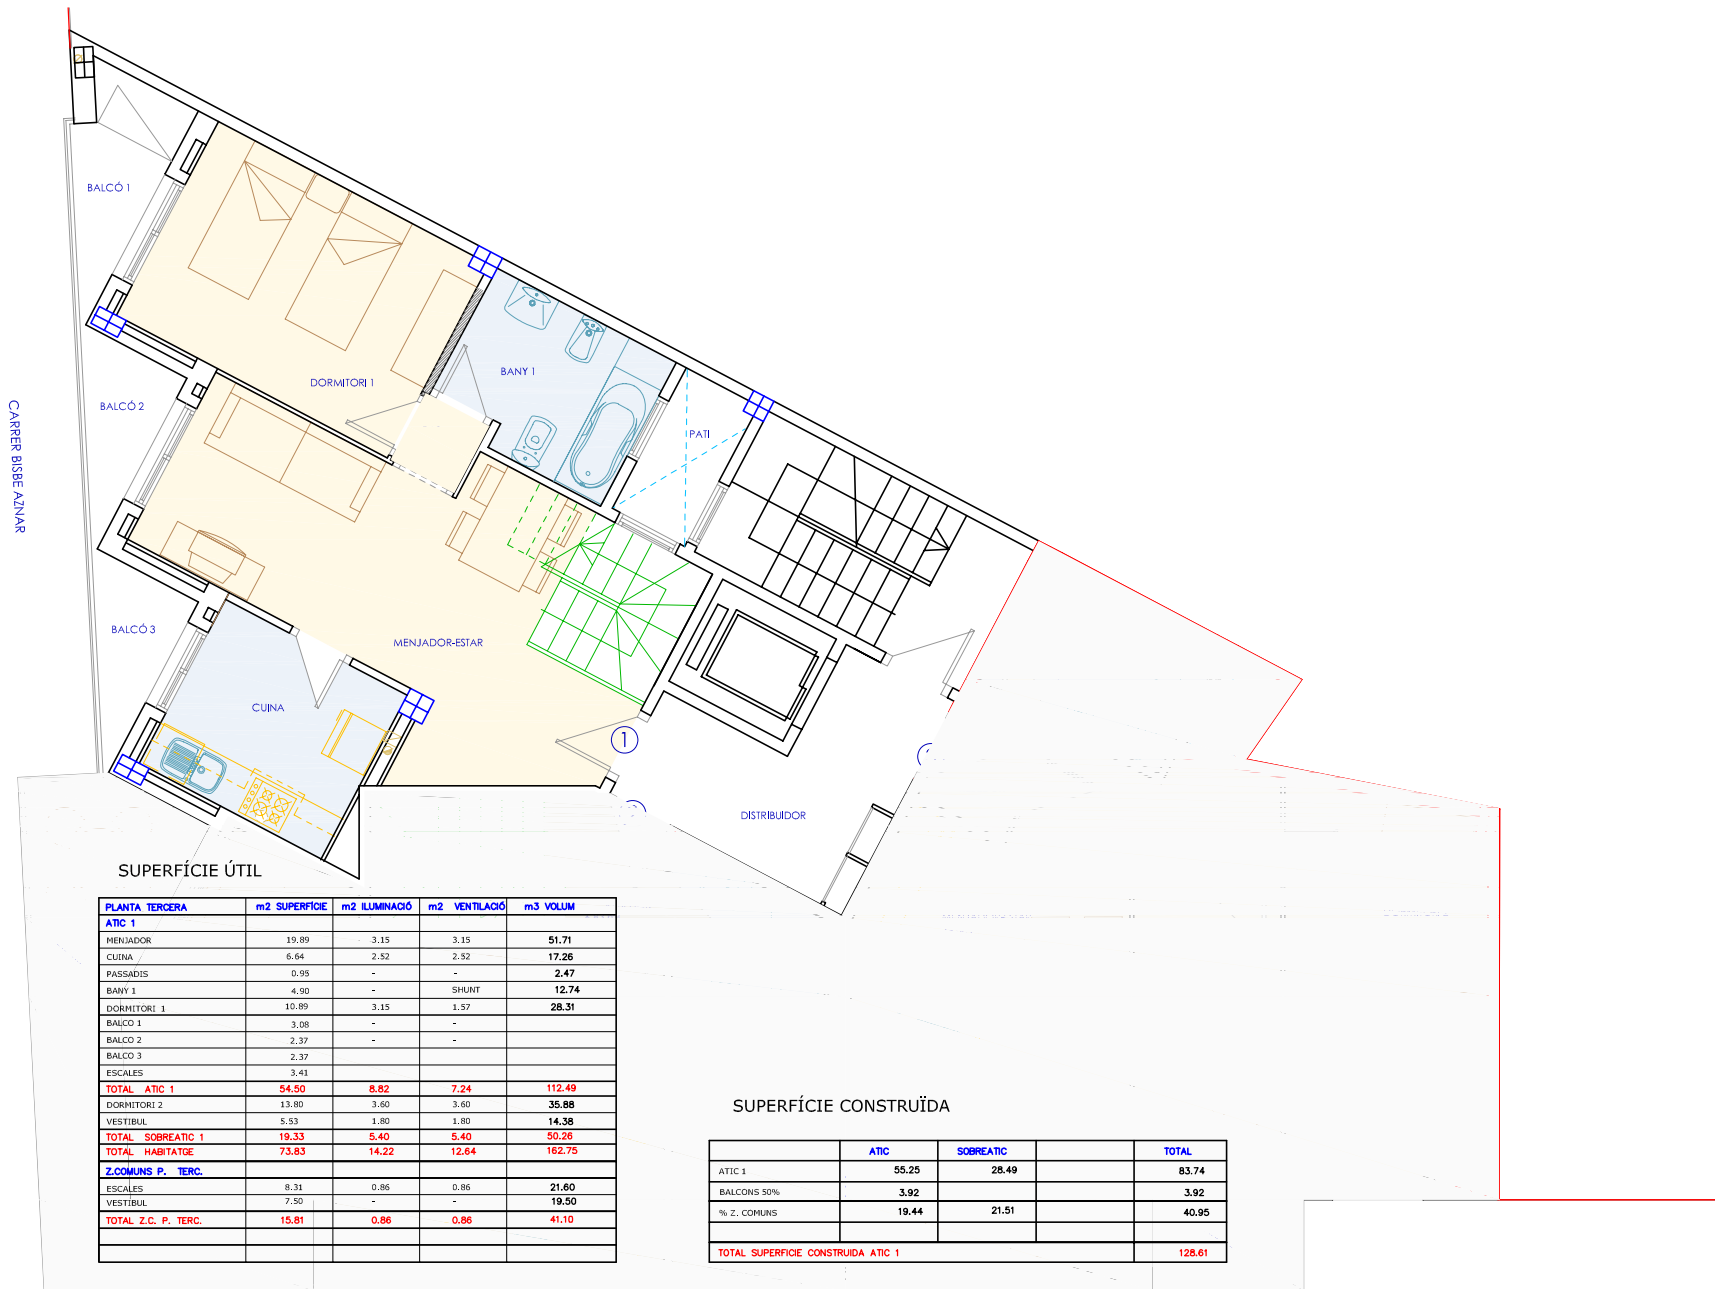 BALCÓ 1
BALCÓ 2
BALCÓ 3
CARRER BISBE AZNAR
DORMITORI 1
BANY 1
PATI
MENJADOR-ESTAR
CUINA
1
DISTRIBUIDOR
SUPERFÍCIE ÚTIL
PLANTA TERCERA m2 SUPERFÍCIE m2 ILUMINACIÓ m2 VENTILACIÓ m3 VOLUM
ATIC 1
MENJADOR 19.89 3.15 3.15 51.71
CUINA 6.64 2.52 2.52 17.26
PASSADIS 0.95 - - 2.47
BANY 1 4.90 - SHUNT 12.74
DORMITORI 1 10.89 3.15 1.57 28.31
BALCO 1 3.08 - -
BALCO 2 2.37 - -
BALCO 3 2.37
ESCALES 3.41
TOTAL ATIC 1 54.50 8.82 7.24 112.49
DORMITORI 2 13.80 3.60 3.60 35.88
VESTIBUL 5.53 1.80 1.80 14.38
TOTAL SOBREATIC 1 19.33 5.40 5.40 50.26
TOTAL HABITATGE 73.83 14.22 12.64 162.75
Z.COMUNS P. TERC.
ESCALES 8.31 0.86 0.86 21.60
VESTIBUL 7.50 - - 19.50
TOTAL Z.C. P. TERC. 15.81 0.86 0.86 41.10
SUPERFÍCIE CONSTRUÏDA
ATIC SOBREATIC TOTAL
ATIC 1 55.25 28.49 83.74
BALCONS 50% 3.92 3.92
% Z. COMUNS 19.44 21.51 40.95
TOTAL SUPERFICIE CONSTRUIDA ATIC 1 128.61